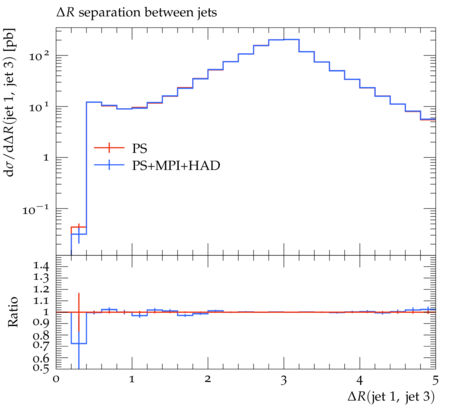 ΔR separation between jets
dσ/dΔR(jet 1, jet 3) [pb]
10²
10¹
1
10⁻¹
PS
PS+MPI+HAD
Ratio
1.4
1.3
1.2
1.1
1
0.9
0.8
0.7
0.6
0.5
0 1 2 3 4 5
ΔR(jet 1, jet 3)